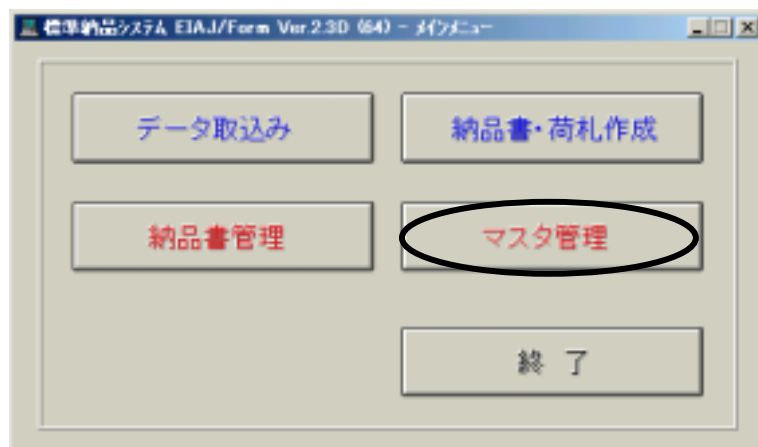 標準納品システム EIAJ/Form Ver.2.3D (64) - メインメニュー
データ取込み
納品書・荷札作成
納品書管理
マスタ管理
終 了